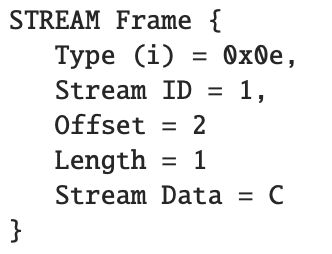 STREAM Frame {
Type (i) = 0x0e,
Stream ID = 1,
Offset = 2
Length = 1
Stream Data = C
}